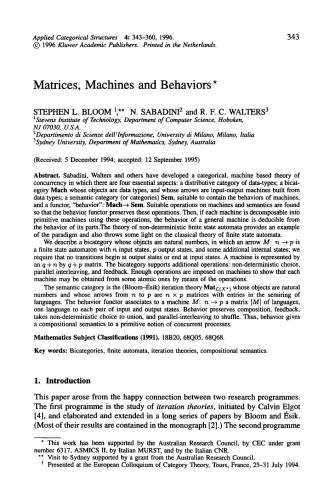 Applied Categorical Structures 4: 343–360, 1996.
343
© 1996 Kluwer Academic Publishers. Printed in the Netherlands.
Matrices, Machines and Behaviors*
STEPHEN L. BLOOM ¹,** N. SABADINI² and R. F. C. WALTERS³
¹Stevens Institute of Technology, Department of Computer Science, Hoboken,
NJ 07030, U.S.A.
²Departimento di Scienze dell'Informazione, University di Milano, Milano, Italia
³Sydney University, Department of Mathematics, Sydney, Australia
(Received: 5 December 1994; accepted: 12 September 1995)
Abstract. Sabadini, Walters and others have developed a categorical, machine based theory of
concurrency in which there are four essential aspects: a distributive category of data-types; a bicat-
egory Mach whose objects are data types, and whose arrows are input-output machines built from
data types; a semantic category (or categories) Sem, suitable to contain the behaviors of machines,
and a functor, "behavior": Mach → Sem. Suitable operations on machines and semantics are found
so that the behavior functor preserves these operations. Then, if each machine is decomposable into
primitive machines using these operations, the behavior of a general machine is deducible from
the behavior of its parts.The theory of non-deterministic finite state automata provides an example
of the paradigm and also throws some light on the classical theory of finite state automata.
We describe a bicategory whose objects are natural numbers, in which an arrow M: n → p is
a finite state automaton with n input states, p output states, and some additional internal states; we
require that no transitions begin at output states or end at input states. A machine is represented by
an q + n by q + p matrix. The bicategory supports additional operations: non-deterministic choice,
parallel interleaving, and feedback. Enough operations are imposed on machines to show that each
machine may be obtained from some atomic ones by means of the operations.
The semantic category is the (Bloom–Ésik) iteration theory Mat_L(X*) whose objects are natural
numbers and whose arrows from n to p are n × p matrices with entries in the semiring of
languages. The behavior functor associates to a machine M: n → p a matrix |M| of languages,
one language to each pair of input and output states. Behavior preserves composition, feedback,
takes non-deterministic choice to union, and parallel-interleaving to shuffle. Thus, behavior gives
a compositional semantics to a primitive notion of concurrent processes.
Mathematics Subject Classifications (1991). 18B20, 68Q05, 68Q68.
Key words: Bicategories, finite automata, iteration theories, compositional semantics.
1. Introduction
This paper arose from the happy connection between two research programmes.
The first programme is the study of iteration theories, initiated by Calvin Elgot
[4], and elaborated and extended in a long series of papers by Bloom and Ésik.
(Most of their results are contained in the monograph [2].) The second programme
* This work has been supported by the Australian Research Council, by CEC under grant
number 6317, ASMICS II, by Italian MURST, and by the Italian CNR.
** Visit to Sydney supported by a grant from the Australian Research Council.
† Presented at the European Colloquium of Category Theory, Tours, France, 25–31 July 1994.